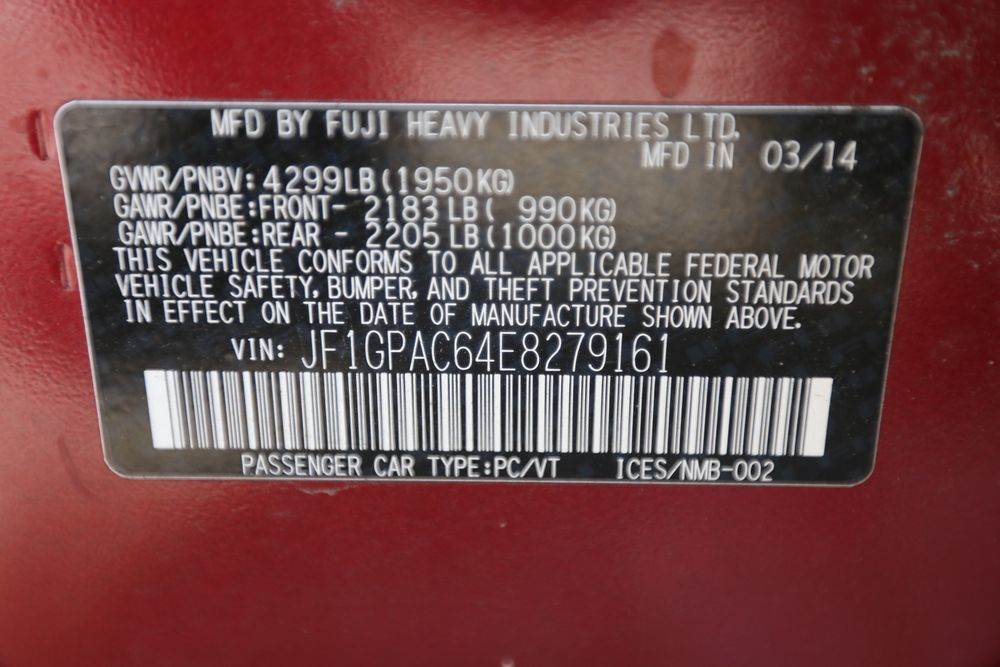 MFD BY FUJI HEAVY INDUSTRIES LTD.
MFD IN 03/14
GVWR/PNBV: 4299LB(1950KG)
GAWR/PNBE:FRONT- 2183LB( 990KG)
GAWR/PNBE:REAR - 2205LB(1000KG)
THIS VEHICLE CONFORMS TO ALL APPLICABLE FEDERAL MOTOR
VEHICLE SAFETY, BUMPER, AND THEFT PREVENTION STANDARDS
IN EFFECT ON THE DATE OF MANUFACTURE SHOWN ABOVE.
VIN: JF1GPAC64E8279161
PASSENGER CAR TYPE:PC/VT ICES/NMB-002